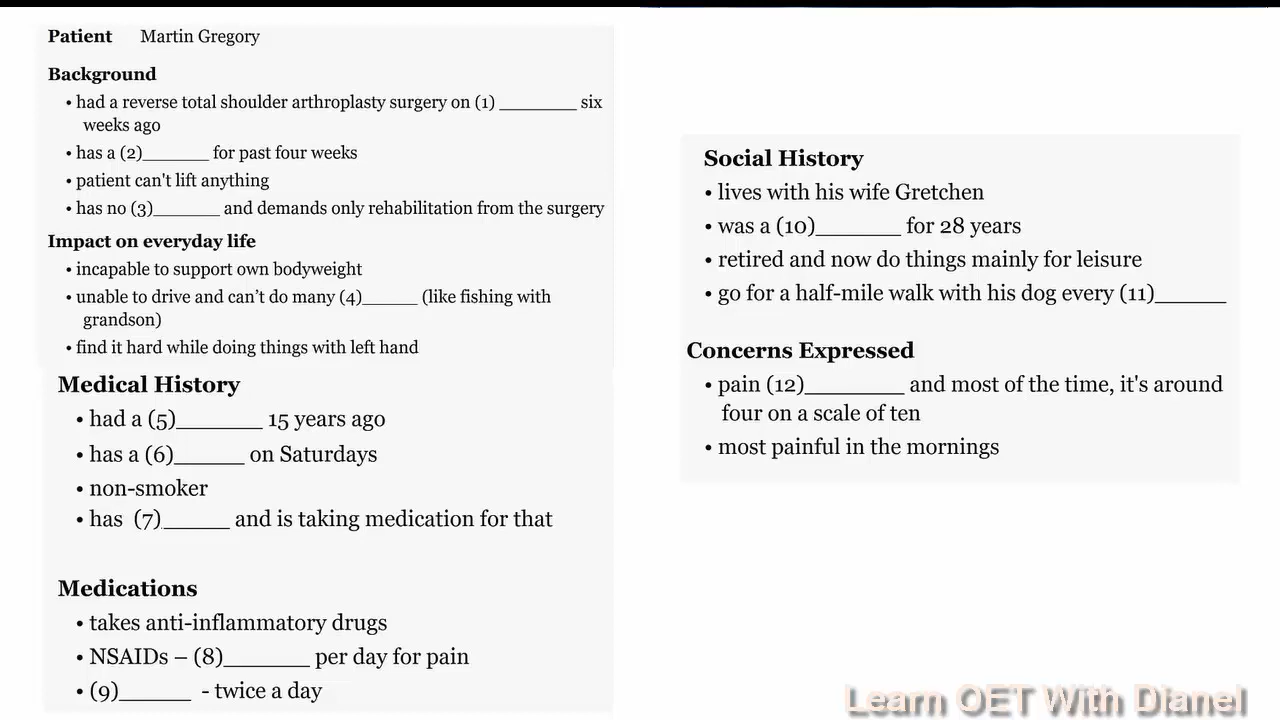 Patient Martin Gregory
Background
• had a reverse total shoulder arthroplasty surgery on (1) ________ six
weeks ago
• has a (2)_______ for past four weeks
• patient can't lift anything
• has no (3)_______ and demands only rehabilitation from the surgery
Impact on everyday life
• incapable to support own bodyweight
• unable to drive and can’t do many (4)______ (like fishing with
grandson)
• find it hard while doing things with left hand
Medical History
• had a (5)________ 15 years ago
• has a (6)______ on Saturdays
• non-smoker
• has (7)______ and is taking medication for that
Medications
• takes anti-inflammatory drugs
• NSAIDs – (8)________ per day for pain
• (9)______ - twice a day
Social History
• lives with his wife Gretchen
• was a (10)_______ for 28 years
• retired and now do things mainly for leisure
• go for a half-mile walk with his dog every (11)______
Concerns Expressed
• pain (12)________ and most of the time, it's around
four on a scale of ten
• most painful in the mornings
Learn OET With Dianel